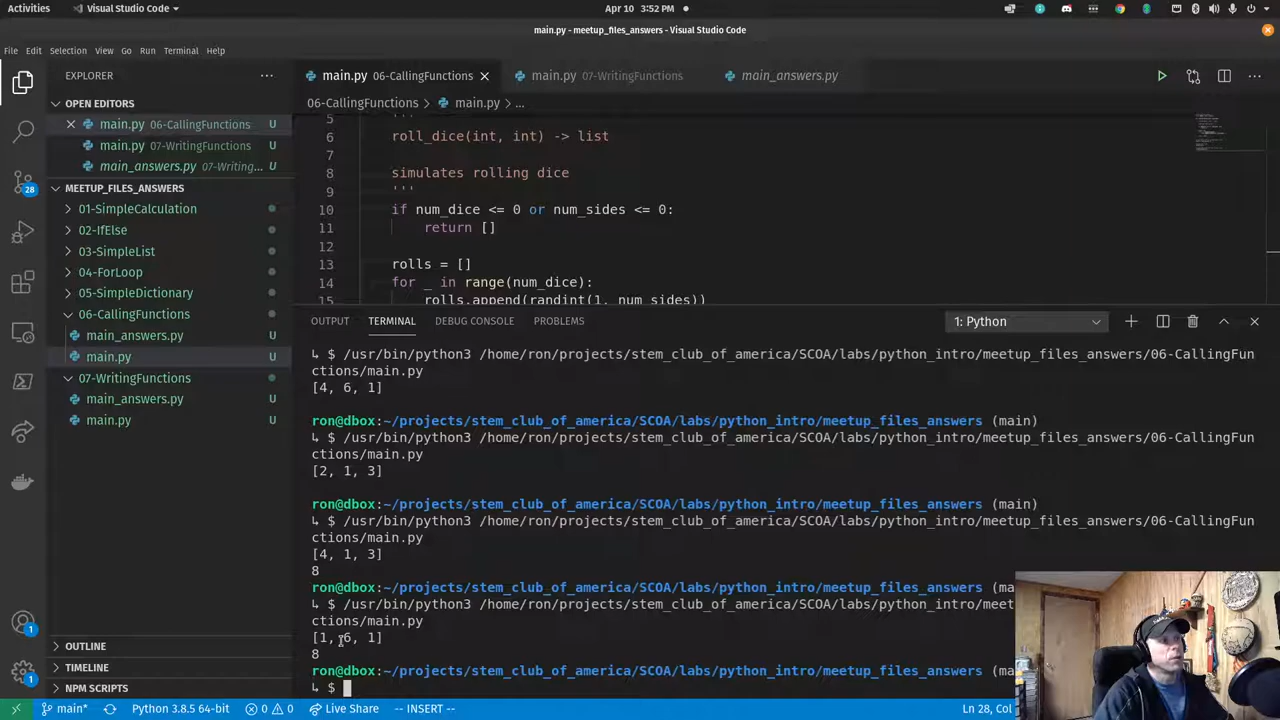 Activities
Visual Studio Code
Apr 10 3:52 PM
main.py - meetup_files_answers - Visual Studio Code
File Edit Selection View Go Run Terminal Help
EXPLORER
OPEN EDITORS
main.py 06-CallingFunctions U
main.py 07-WritingFunctions U
main_answers.py 07-Writing... U
MEETUP_FILES_ANSWERS
01-SimpleCalculation
02-IfElse
03-SimpleList
04-ForLoop
05-SimpleDictionary
06-CallingFunctions
main_answers.py U
main.py U
07-WritingFunctions
main_answers.py U
main.py U
OUTLINE
TIMELINE
NPM SCRIPTS
28
1
1
main.py 06-CallingFunctions
main.py 07-WritingFunctions
main_answers.py
06-CallingFunctions > main.py > ...
5 '''
6 roll_dice(int, int) -> list
7
8 simulates rolling dice
9 '''
10 if num_dice <= 0 or num_sides <= 0:
11 return []
12
13 rolls = []
14 for _ in range(num_dice):
15 rolls.append(randint(1, num_sides))
OUTPUT TERMINAL DEBUG CONSOLE PROBLEMS
1: Python
↳ $ /usr/bin/python3 /home/ron/projects/stem_club_of_america/SCOA/labs/python_intro/meetup_files_answers/06-CallingFun
ctions/main.py
[4, 6, 1]
ron@dbox:~/projects/stem_club_of_america/SCOA/labs/python_intro/meetup_files_answers (main)
↳ $ /usr/bin/python3 /home/ron/projects/stem_club_of_america/SCOA/labs/python_intro/meetup_files_answers/06-CallingFun
ctions/main.py
[2, 1, 3]
ron@dbox:~/projects/stem_club_of_america/SCOA/labs/python_intro/meetup_files_answers (main)
↳ $ /usr/bin/python3 /home/ron/projects/stem_club_of_america/SCOA/labs/python_intro/meetup_files_answers/06-CallingFun
ctions/main.py
[4, 1, 3]
8
ron@dbox:~/projects/stem_club_of_america/SCOA/labs/python_intro/meetup_files_answers (ma
↳ $ /usr/bin/python3 /home/ron/projects/stem_club_of_america/SCOA/labs/python_intro/meet
ctions/main.py
[1, 6, 1]
8
ron@dbox:~/projects/stem_club_of_america/SCOA/labs/python_intro/meetup_files_answers (ma
↳ $
main* Python 3.8.5 64-bit 0 0 Live Share -- INSERT -- Ln 28, Col